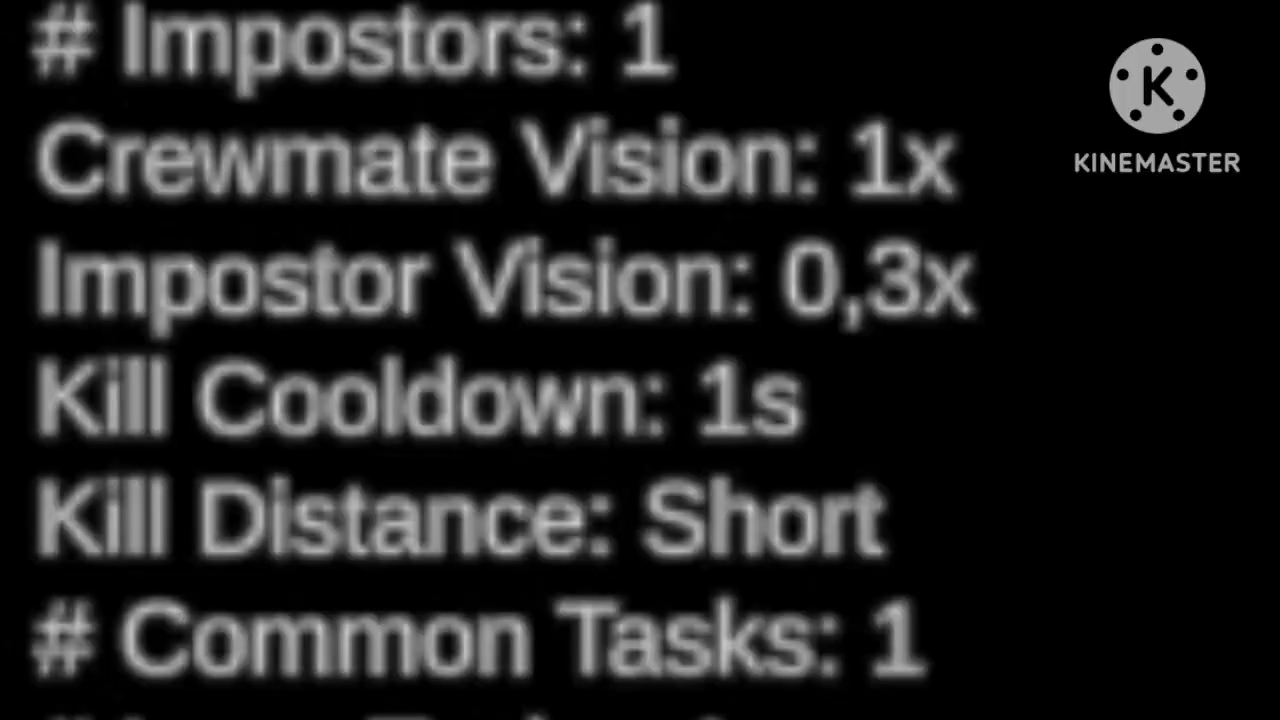 # Impostors: 1
Crewmate Vision: 1x
Impostor Vision: 0,3x
Kill Cooldown: 1s
Kill Distance: Short
# Common Tasks: 1
K
KINEMASTER